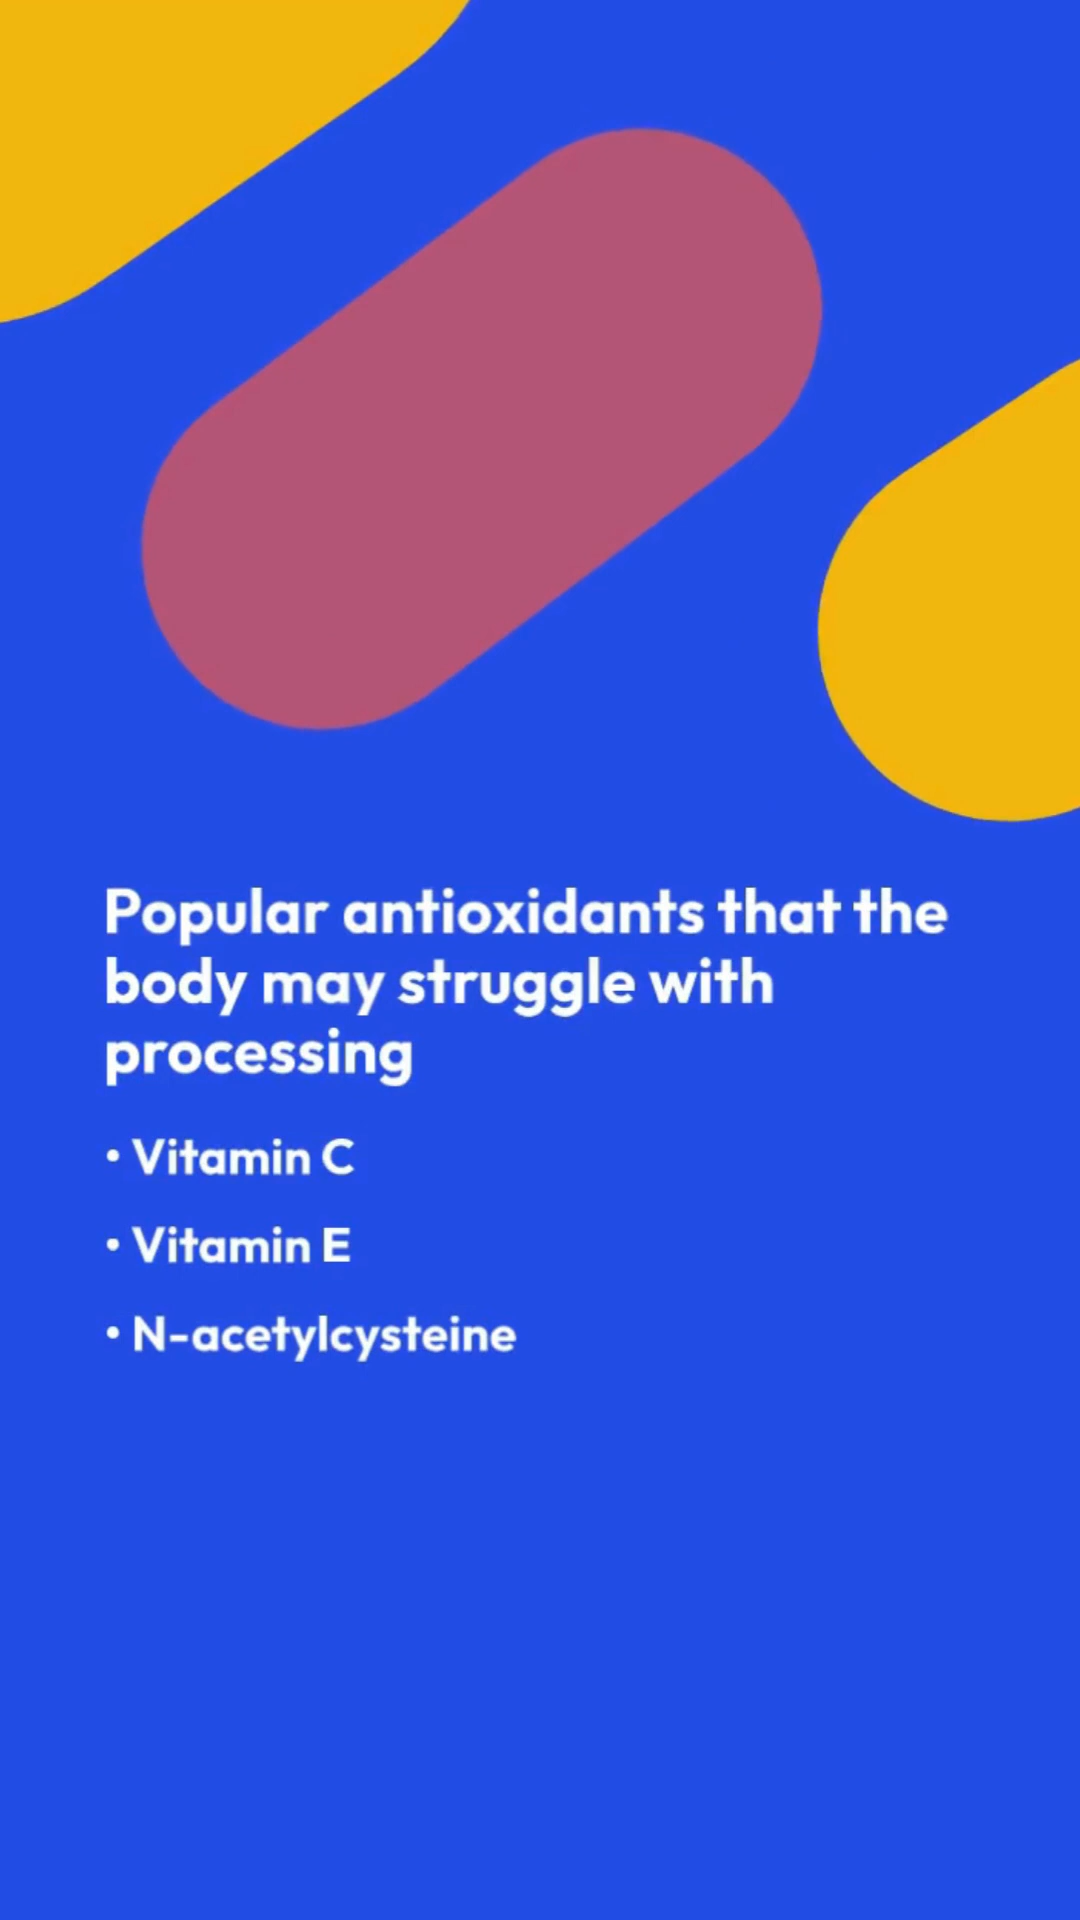 Popular antioxidants that the
body may struggle with
processing
• Vitamin C
• Vitamin E
• N-acetylcysteine